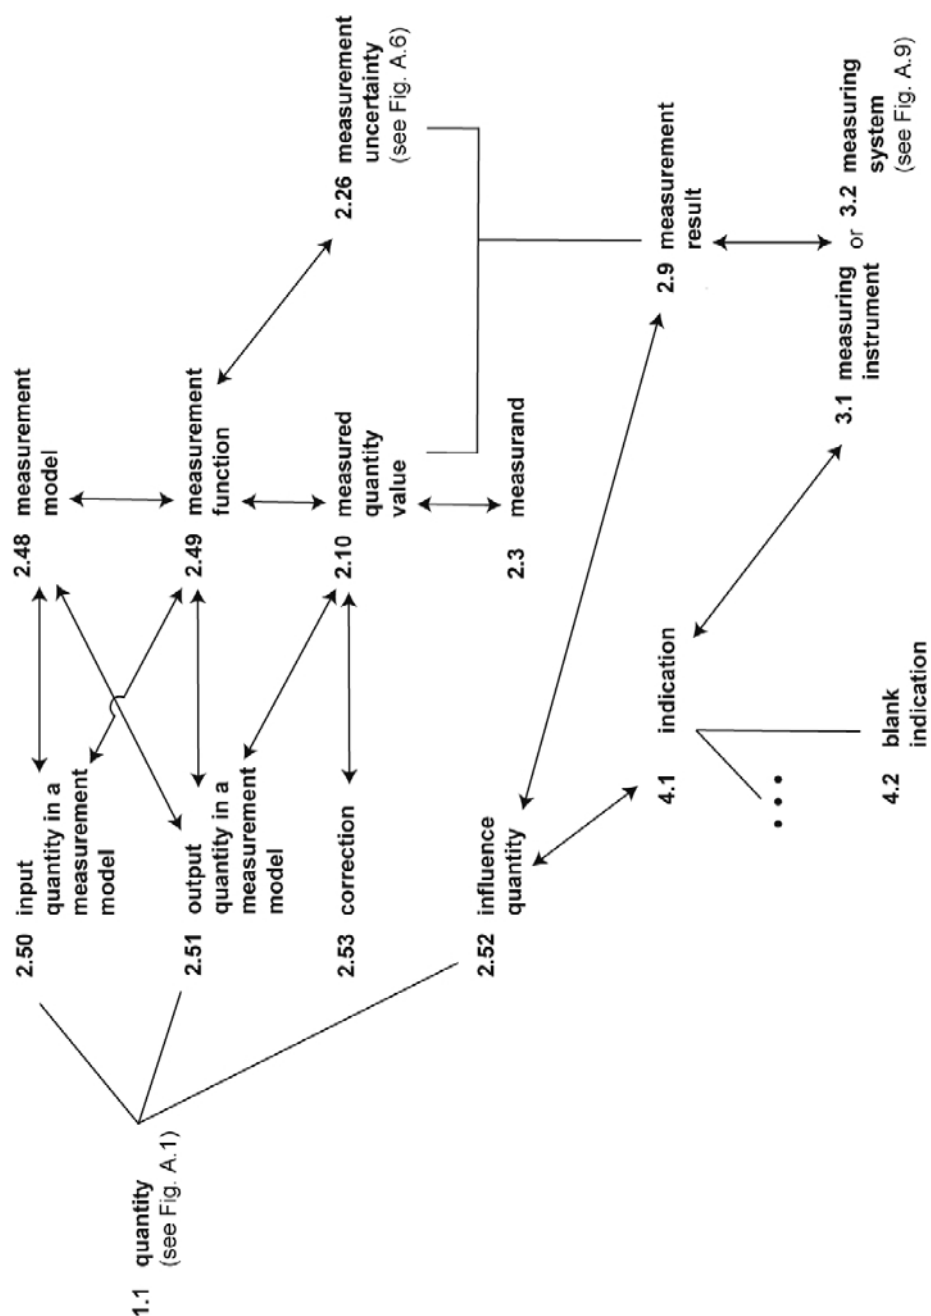 1.1 quantity
(see Fig. A.1)
2.50 input
quantity in a
measurement
model
2.51 output
quantity in a
measurement
model
2.53 correction
2.52 influence
quantity
2.48 measurement
model
2.49 measurement
function
2.10 measured
quantity
value
2.3 measurand
2.26 measurement
uncertainty
(see Fig. A.6)
4.1 indication
4.2 blank
indication
2.9 measurement
result
3.1 measuring or 3.2 measuring
instrument
system
(see Fig. A.9)